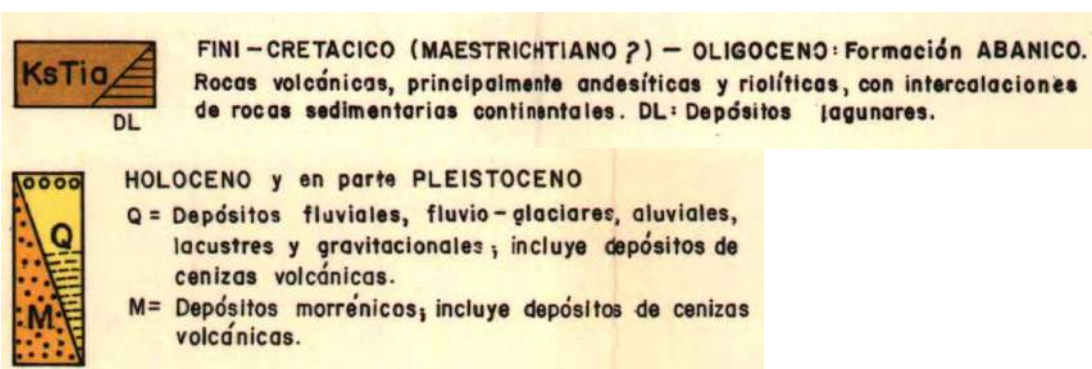 KsTia
DL
FINI-CRETACICO (MAESTRICHTIANO ?) — OLIGOCENO: Formación ABANICO.
Rocas volcánicas, principalmente andesíticas y riolíticas, con intercalaciones
de rocas sedimentarias continentales. DL: Depósitos lagunares.
HOLOCENO y en parte PLEISTOCENO
Q = Depósitos fluviales, fluvio-glaciares, aluviales,
lacustres y gravitacionales; incluye depósitos de
cenizas volcánicas.
M= Depósitos morrénicos; incluye depósitos de cenizas
volcánicas.
Q
M